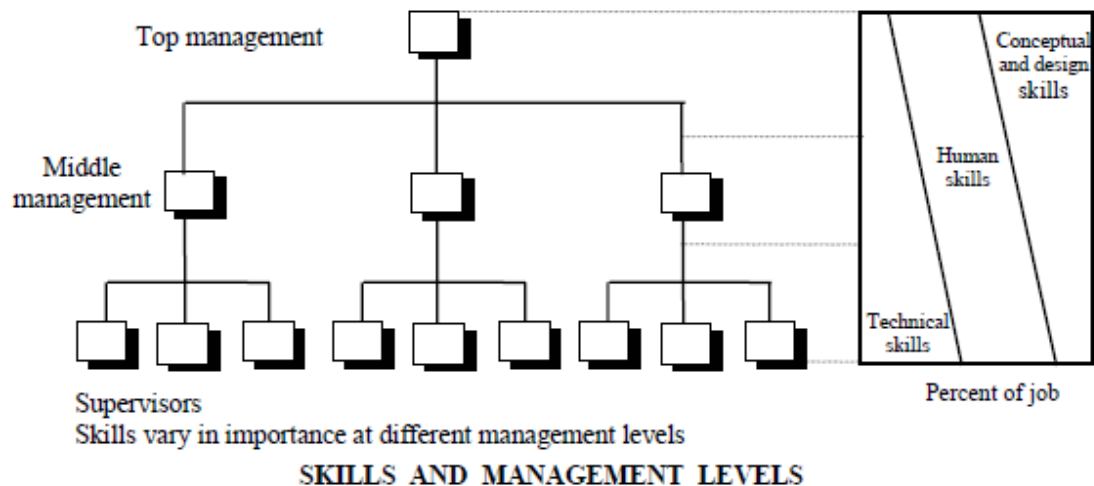 Top management
Conceptual
and design
skills
Middle
management
Human
skills
Technical
skills
Percent of job
Supervisors
Skills vary in importance at different management levels
SKILLS AND MANAGEMENT LEVELS